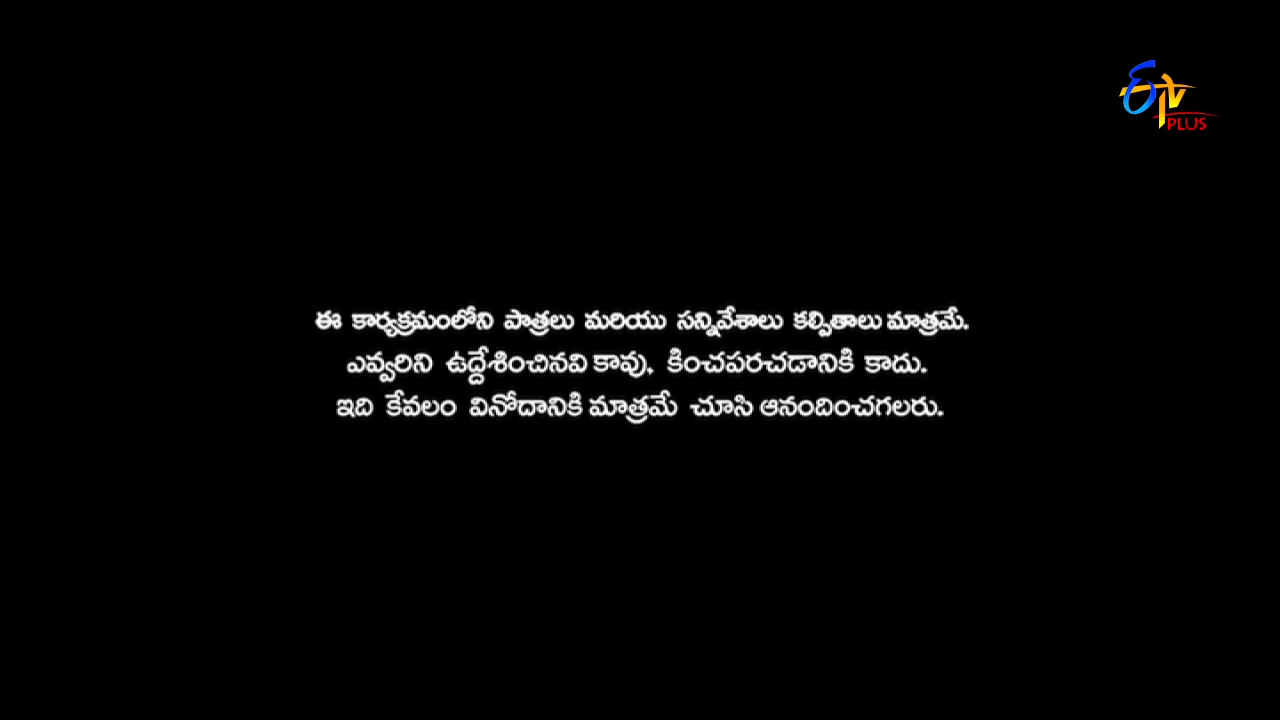 ETV
PLUS
ఈ కార్యక్రమంలోని పాత్రలు మరియు సన్నివేశాలు కల్పితాలు మాత్రమే.
ఎవ్వరిని ఉద్దేశించినవి కావు, కించపరచడానికి కాదు.
ఇది కేవలం వినోదానికి మాత్రమే చూసి ఆనందించగలరు.